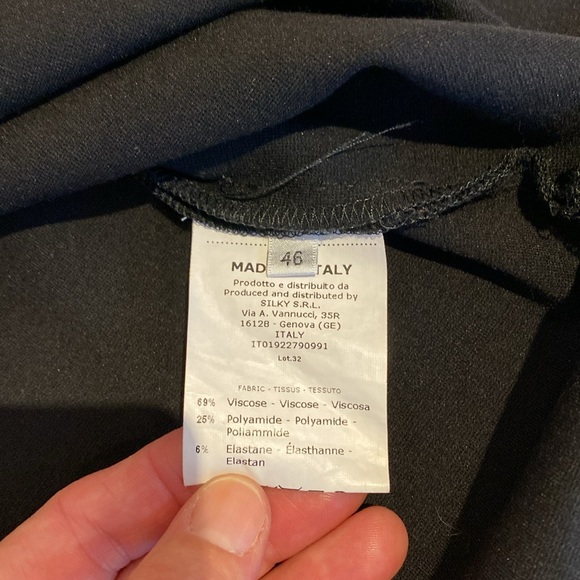 46
MAD TALY
Prodotto e distribuito da
Produced and distributed by
SILKY S.R.L.
Via A. Vannucci, 35R
16128 - Genova (GE)
ITALY
IT01922790991
Lot.32
FABRIC - TISSUS - TESSUTO
69% Viscose - Viscose - Viscosa
25% Polyamide - Polyamide -
Poliammide
6% Elastane - Élasthanne -
Elastan